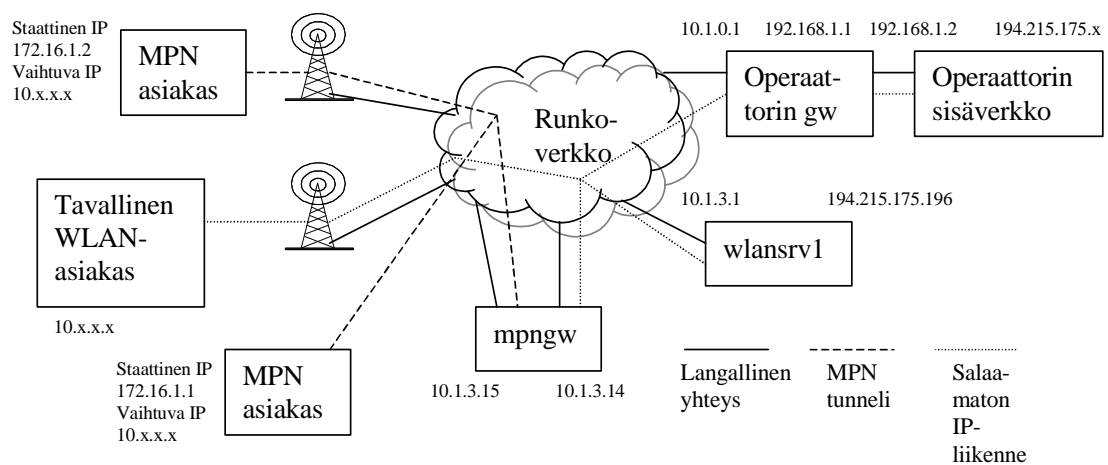 Staattinen IP
172.16.1.2
Vaihtuva IP
10.x.x.x
MPN
asiakas
Runko-
verkko
10.1.0.1
192.168.1.1
192.168.1.2
194.215.175.x
Operaat-
torin gw
Operaattorin
sisäverkko
Tavallinen
WLAN-
asiakas
10.x.x.x
10.1.3.1
194.215.175.196
wlansrv1
mpngw
10.1.3.15
10.1.3.14
Staattinen IP
172.16.1.1
Vaihtuva IP
10.x.x.x
MPN
asiakas
Langallinen
yhteys
MPN
tunneli
Salaa-
maton
IP-
liikenne